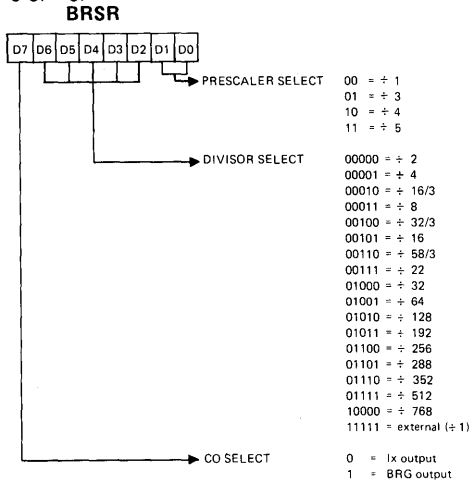 BRSR
D7 D6 D5 D4 D3 D2 D1 D0
PRESCALER SELECT 00 = ÷ 1
01 = ÷ 3
10 = ÷ 4
11 = ÷ 5
DIVISOR SELECT 00000 = ÷ 2
00001 = ÷ 4
00010 = ÷ 16/3
00011 = ÷ 8
00100 = ÷ 32/3
00101 = ÷ 16
00110 = ÷ 58/3
00111 = ÷ 22
01000 = ÷ 32
01001 = ÷ 64
01010 = ÷ 128
01011 = ÷ 192
01100 = ÷ 256
01101 = ÷ 288
01110 = ÷ 352
01111 = ÷ 512
10000 = ÷ 768
11111 = external (÷ 1)
CO SELECT 0 = Ix output
1 = BRG output